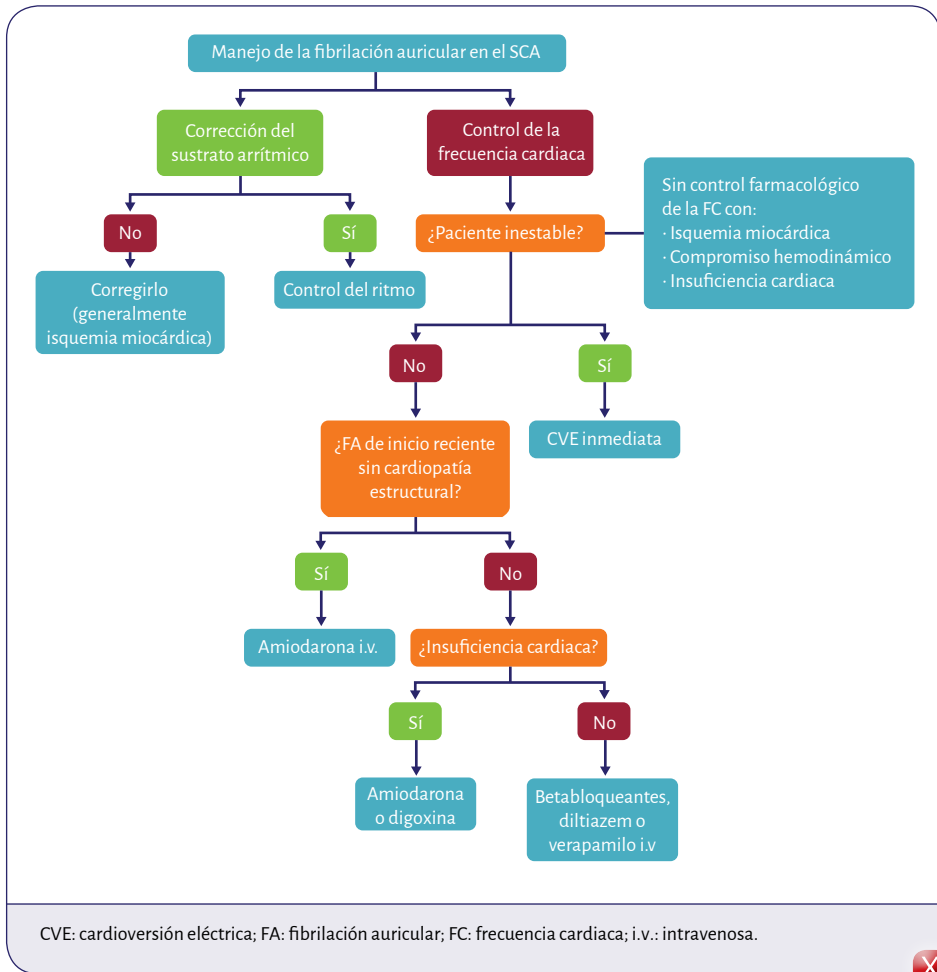 Manejo de la fibrilación auricular en el SCA
Corrección del
sustrato arrítmico
Control de la
frecuencia cardiaca
No
Sí
¿Paciente inestable?
Sin control farmacológico
de la FC con:
· Isquemia miocárdica
· Compromiso hemodinámico
· Insuficiencia cardiaca
Corregirlo
(generalmente
isquemia miocárdica)
Control del ritmo
No
Sí
¿FA de inicio reciente
sin cardiopatía
estructural?
CVE inmediata
Sí
No
Amiodarona i.v.
¿Insuficiencia cardiaca?
Sí
No
Amiodarona
o digoxina
Betabloqueantes,
diltiazem o
verapamilo i.v
CVE: cardioversión eléctrica; FA: fibrilación auricular; FC: frecuencia cardiaca; i.v.: intravenosa.
X